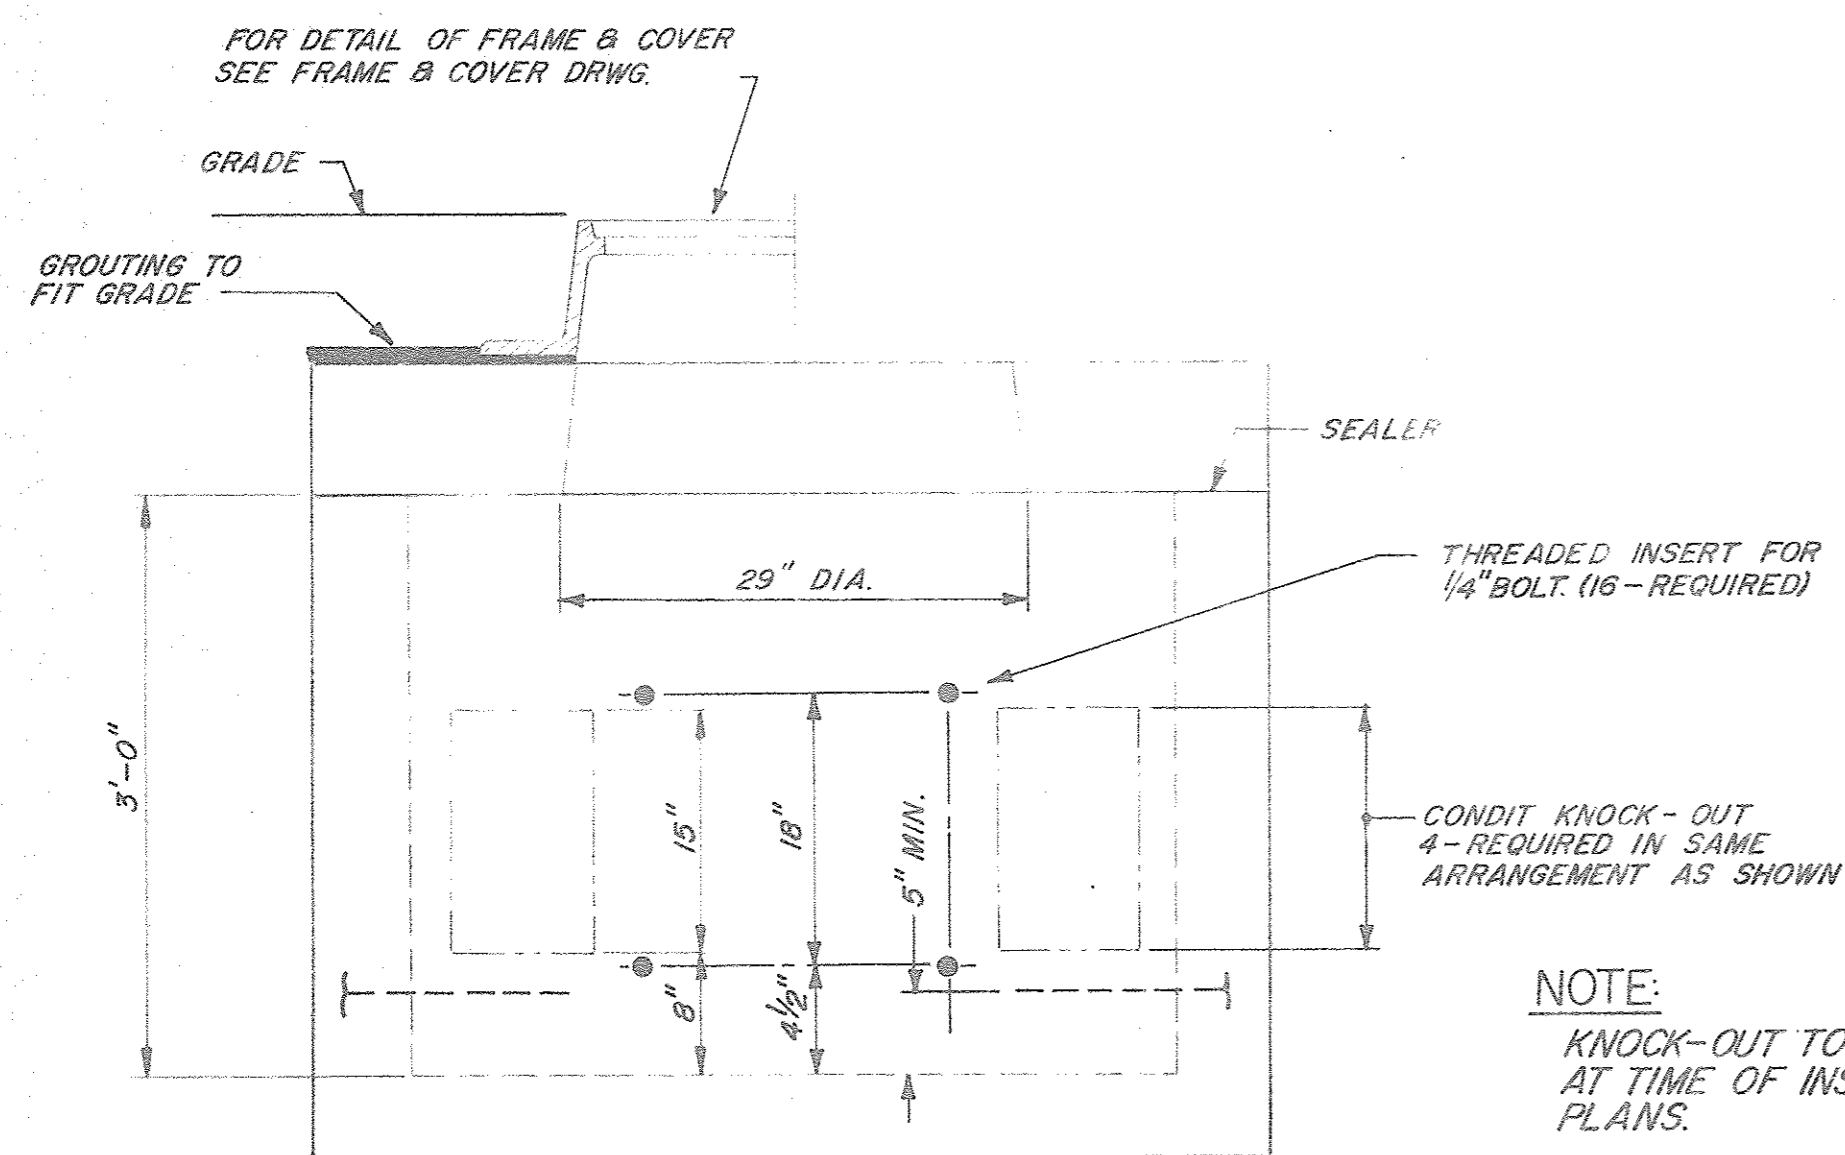 FOR DETAIL OF FRAME & COVER
SEE FRAME & COVER DRWG.
GRADE
GROUTING TO
FIT GRADE
SEALER
THREADED INSERT FOR
1/4" BOLT. (16-REQUIRED)
29" DIA.
3'-0"
15"
18"
5" MIN.
8"
4½"
CONDIT KNOCK-OUT
4-REQUIRED IN SAME
ARRANGEMENT AS SHOWN
NOTE:
KNOCK-OUT TO
AT TIME OF INS
PLANS.